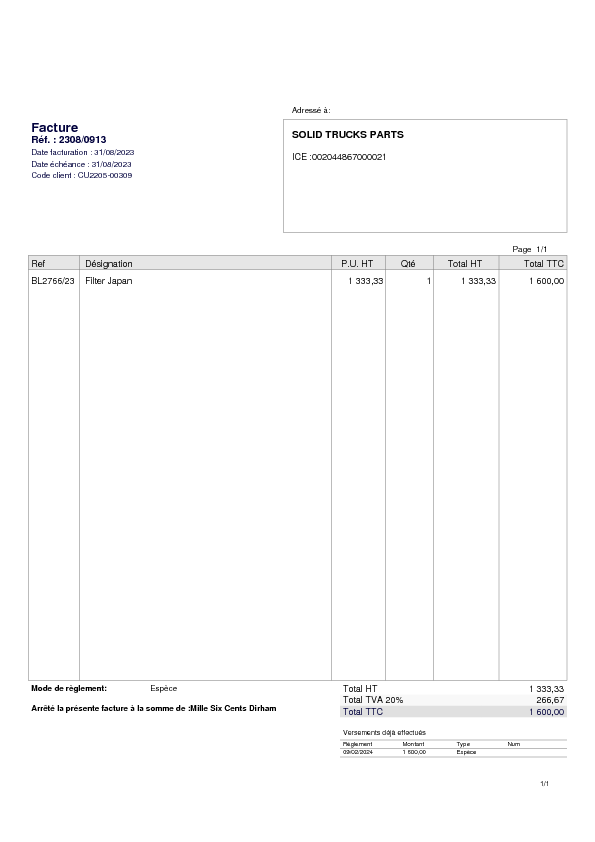 Adressé à:
Facture
Réf. : 2308/0913
Date facturation : 31/08/2023
Date échéance : 31/08/2023
Code client : CU2205-00309
SOLID TRUCKS PARTS
ICE :002044867000021
Page 1/1
Ref Désignation P.U. HT Qté Total HT Total TTC
BL2766/23 Filter Japan 1 333,33 1 1 333,33 1 600,00
Mode de règlement: Espèce
Total HT 1 333,33
Total TVA 20% 266,67
Arrêté la présente facture à la somme de :Mille Six Cents Dirham
Total TTC 1 600,00
Versements déjà effectués
Règlement Montant Type Num
09/02/2024 1 600,00 Espèce
1/1